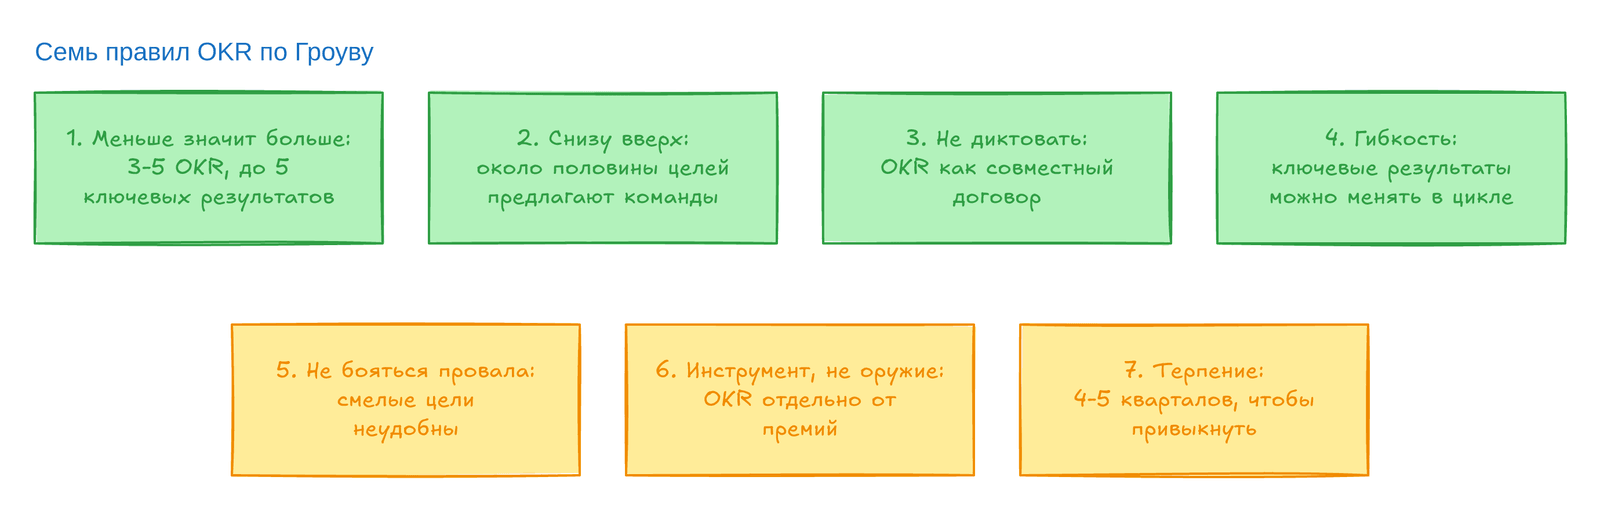 Семь правил OKR по Гроуву
1. Меньше значит больше:
3-5 OKR, до 5
ключевых результатов
2. Снизу вверх:
около половины целей
предлагают команды
3. Не диктовать:
OKR как совместный
договор
4. Гибкость:
ключевые результаты
можно менять в цикле
5. Не бояться провала:
смелые цели
неудобны
6. Инструмент, не оружие:
OKR отдельно от
премий
7. Терпение:
4-5 кварталов, чтобы
привыкнуть